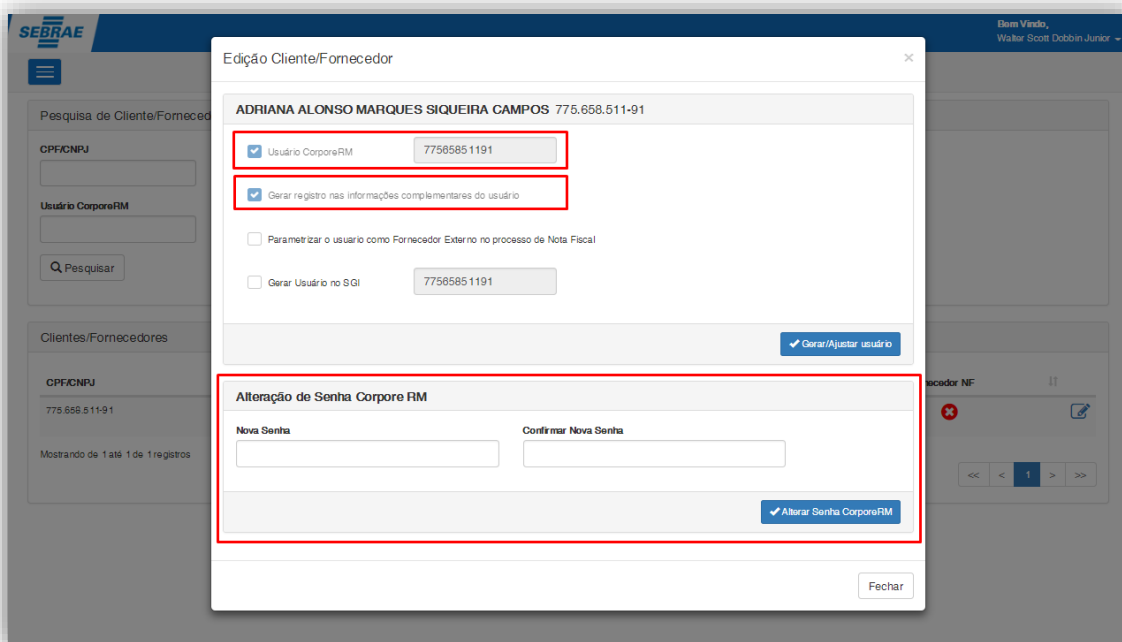 SEBRAE
Bem Vindo,
Walter Scott Dobbin Junior
Edição Cliente/Fornecedor
×
Pesquisa de Cliente/Forneced
CPF/CNPJ
Usuário CorporeRM
Pesquisar
ADRIANA ALONSO MARQUES SIQUEIRA CAMPOS 775.658.511-91
Usuário CorporeRM 77565851191
Gerar registro nas informações complementares do usuário
Parametrizar o usuario como Fornecedor Externo no processo de Nota Fiscal
Gerar Usuário no SGI 77565851191
Gerar/Ajustar usuário
Clientes/Fornecedores
CPF/CNPJ
necedor NF
775.658.511-91
Mostrando de 1 até 1 de 1 registros
<< < 1 > >>
Alteração de Senha Corpore RM
Nova Senha Confirmar Nova Senha
Alterar Senha CorporeRM
Fechar